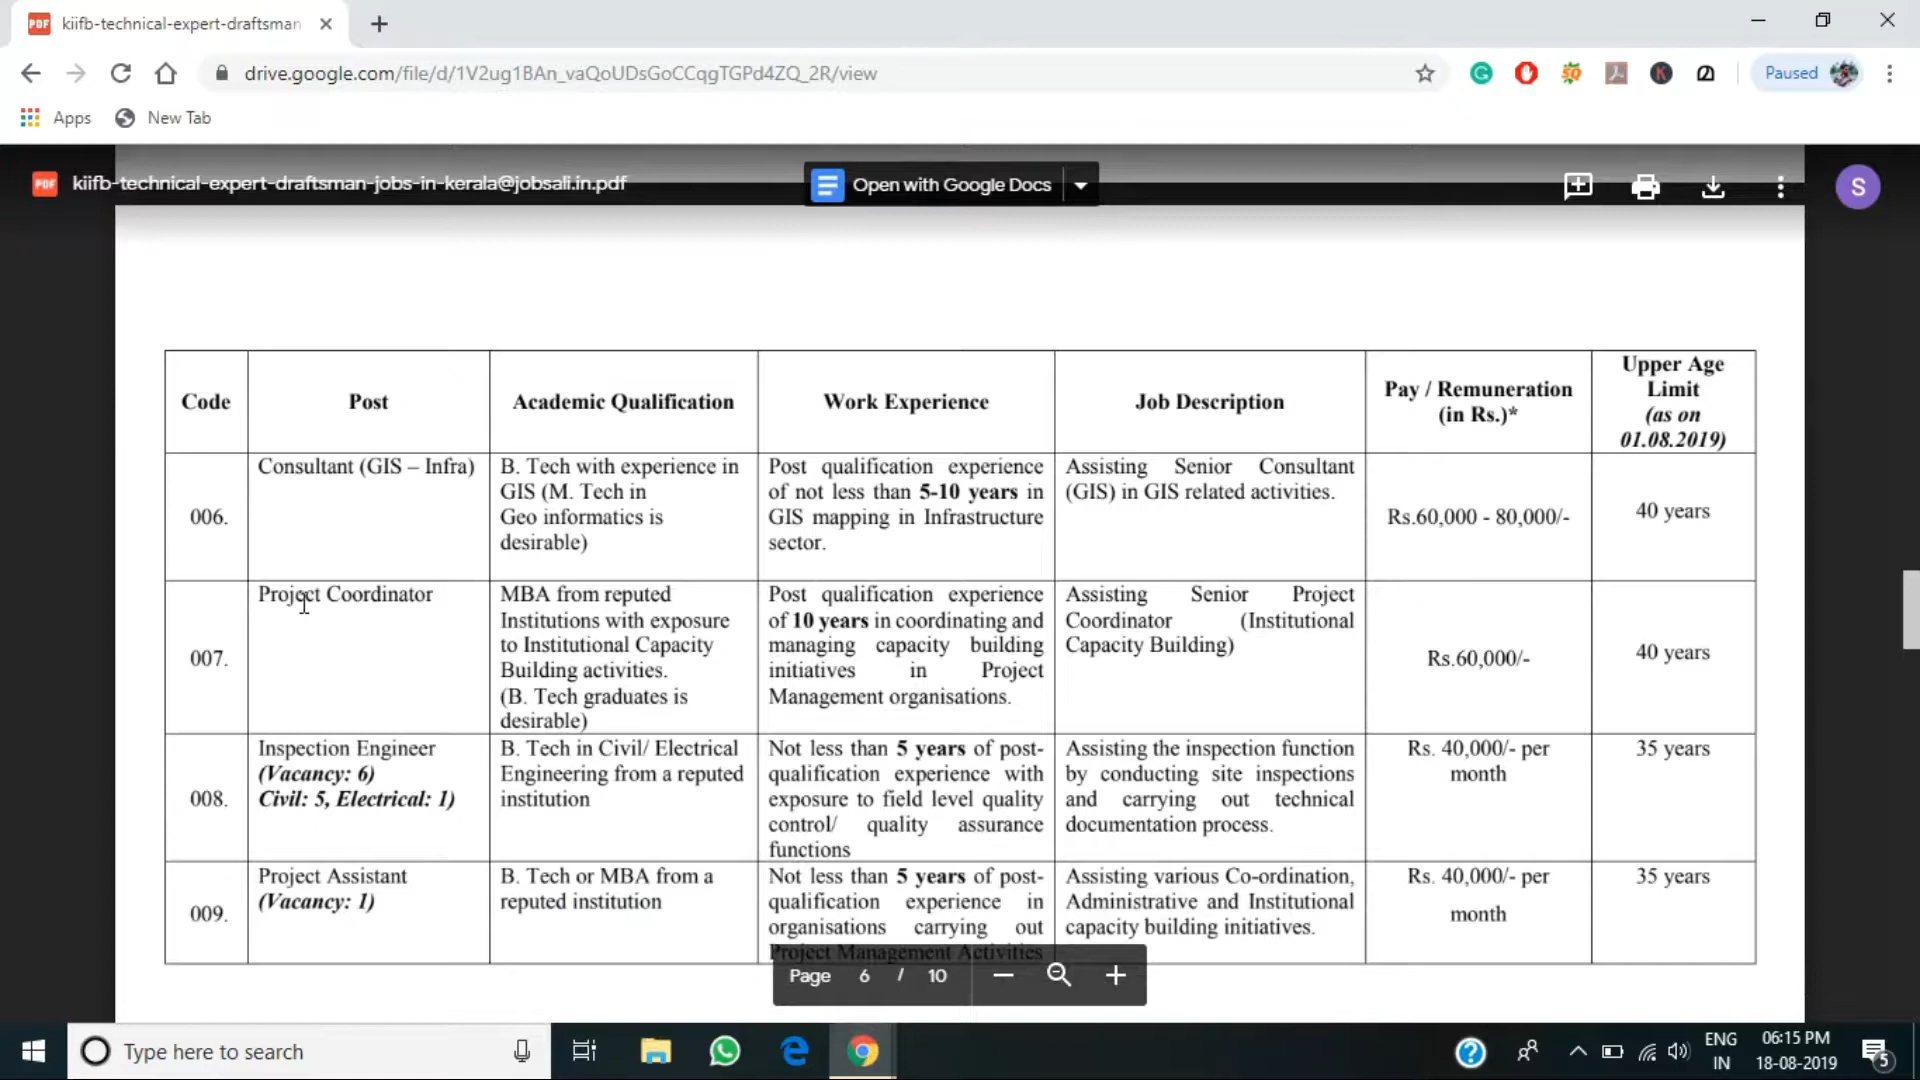 kiifb-technical-expert-draftsman
drive.google.com/file/d/1V2ug1BAn_vaQoUDsGoCCqgTGPd4ZQ_2R/view
Paused
Apps
New Tab
PDF
kiifb-technical-expert-draftsman-jobs-in-kerala@jobsali.in.pdf
Open with Google Docs
S
Code
Post
Academic Qualification
Work Experience
Job Description
Pay / Remuneration
(in Rs.)*
Upper Age
Limit
(as on
01.08.2019)
006.
Consultant (GIS – Infra)
B. Tech with experience in
GIS (M. Tech in
Geo informatics is
desirable)
Post qualification experience
of not less than 5-10 years in
GIS mapping in Infrastructure
sector.
Assisting Senior Consultant
(GIS) in GIS related activities.
Rs.60,000 - 80,000/-
40 years
007.
Project Coordinator
MBA from reputed
Institutions with exposure
to Institutional Capacity
Building activities.
(B. Tech graduates is
desirable)
Post qualification experience
of 10 years in coordinating and
managing capacity building
initiatives in Project
Management organisations.
Assisting Senior Project
Coordinator (Institutional
Capacity Building)
Rs.60,000/-
40 years
008.
Inspection Engineer
(Vacancy: 6)
Civil: 5, Electrical: 1)
B. Tech in Civil/ Electrical
Engineering from a reputed
institution
Not less than 5 years of post-
qualification experience with
exposure to field level quality
control/ quality assurance
functions
Assisting the inspection function
by conducting site inspections
and carrying out technical
documentation process.
Rs. 40,000/- per
month
35 years
009.
Project Assistant
(Vacancy: 1)
B. Tech or MBA from a
reputed institution
Not less than 5 years of post-
qualification experience in
organisations carrying out
Project Management Activities
Assisting various Co-ordination,
Administrative and Institutional
capacity building initiatives.
Rs. 40,000/- per
month
35 years
Page 6 / 10
Type here to search
ENG
IN
06:15 PM
18-08-2019
5